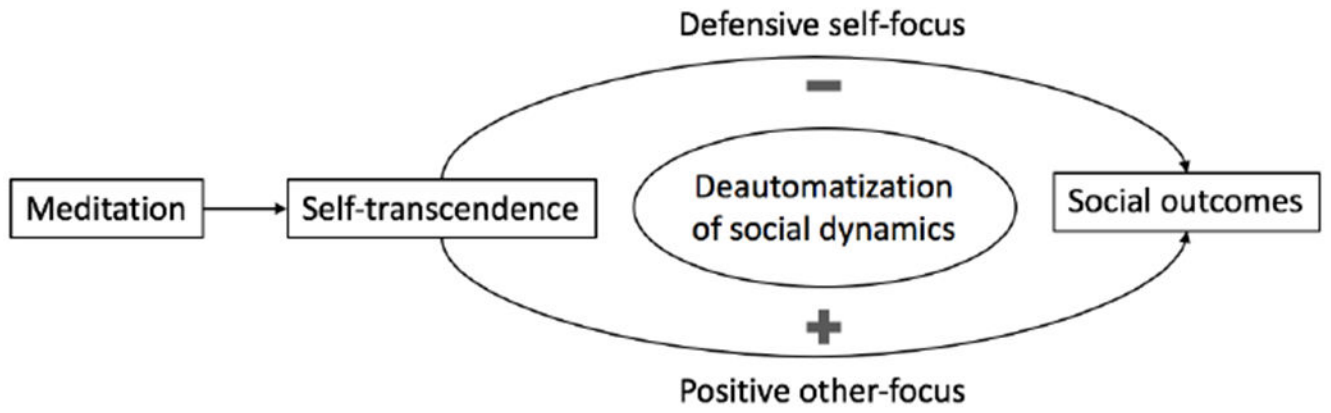 Defensive self-focus
Meditation
Self-transcendence
Deautomatization
of social dynamics
Social outcomes
Positive other-focus